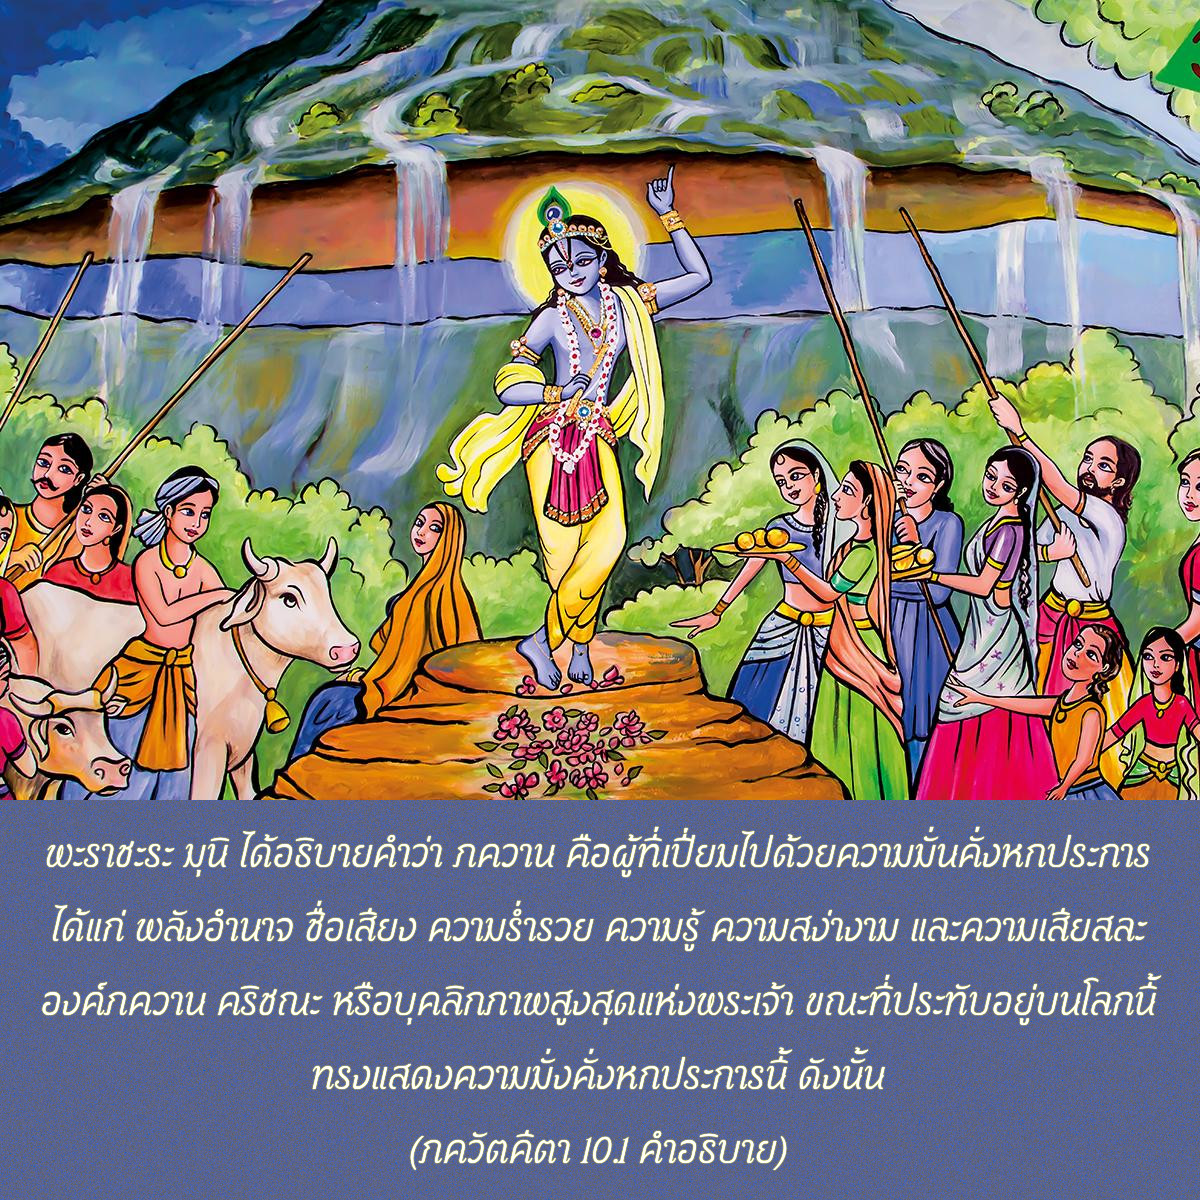 พะราชะระ มุนิ ได้อธิบายคำว่า ภควาน คือผู้ที่เปี่ยมไปด้วยความมั่นคั่งหกประการ
ได้แก่ พลังอำนาจ ชื่อเสียง ความร่ำรวย ความรู้ ความสง่างาม และความเสียสละ
องค์ภควาน คริชณะ หรือบุคลิกภาพสูงสุดแห่งพระเจ้า ขณะที่ประทับอยู่บนโลกนี้
ทรงแสดงความมั่งคั่งหกประการนี้ ดังนั้น
(ภควัตคีตา 10.1 คำอธิบาย)